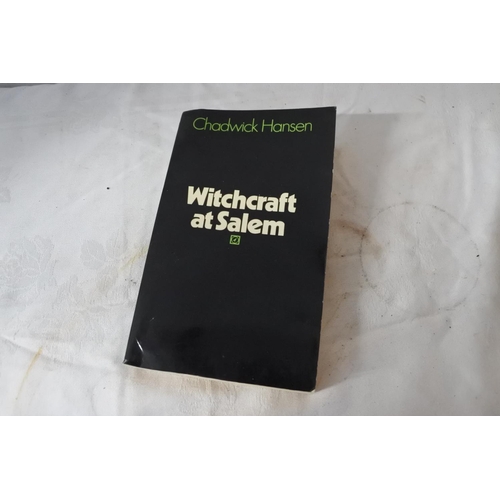 Chadwick Hansen
Witchcraft
at Salem